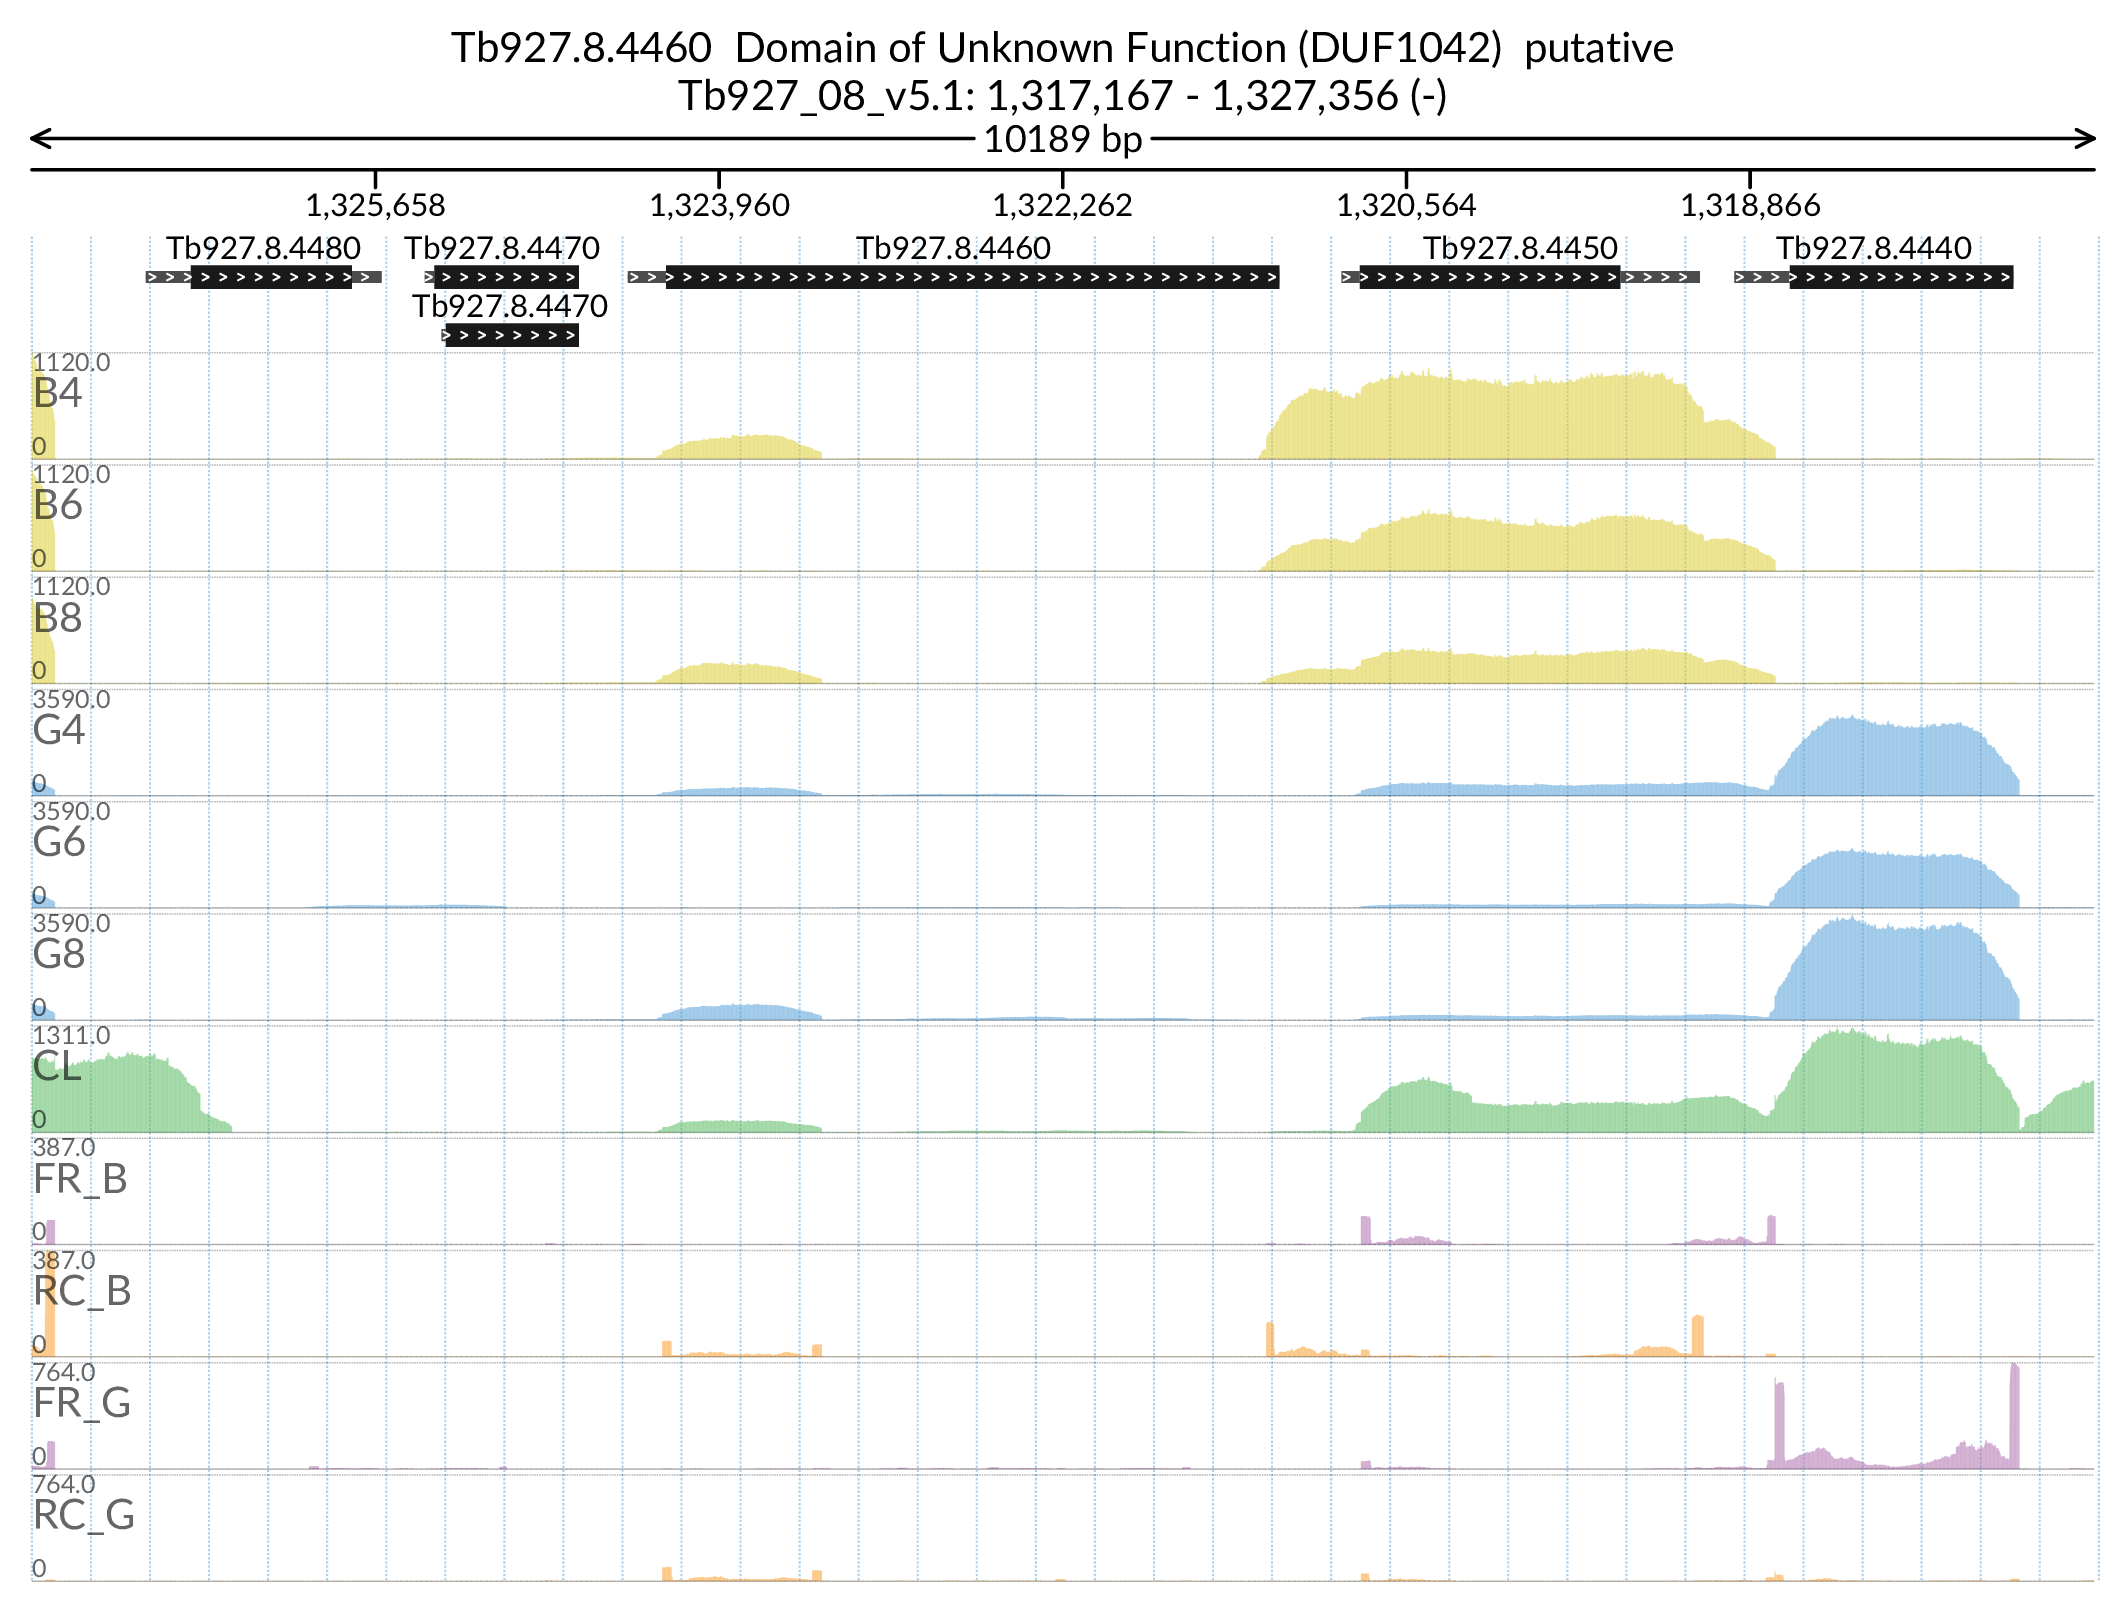 Tb927.8.4460  Domain of Unknown Function (DUF1042)  putative
Tb927_08_v5.1: 1,317,167 - 1,327,356 (-)
10189 bp
1,325,658 1,323,960 1,322,262 1,320,564 1,318,866
Tb927.8.4480 Tb927.8.4470 Tb927.8.4460 Tb927.8.4450 Tb927.8.4440
Tb927.8.4470
1120.0
B4
0
1120.0
B6
0
1120.0
B8
0
3590.0
G4
0
3590.0
G6
0
3590.0
G8
0
1311.0
CL
0
387.0
FR_B
0
387.0
RC_B
0
764.0
FR_G
0
764.0
RC_G
0